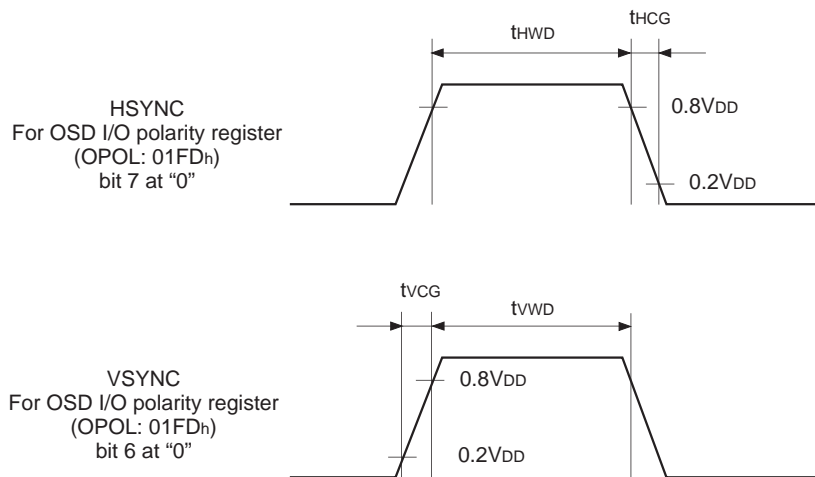 tHWD
tHCG
HSYNC
For OSD I/O polarity register
(OPOL: 01FDh)
bit 7 at “0”
0.8VDD
0.2VDD
tVCG
tVWD
VSYNC
For OSD I/O polarity register
(OPOL: 01FDh)
bit 6 at “0”
0.8VDD
0.2VDD